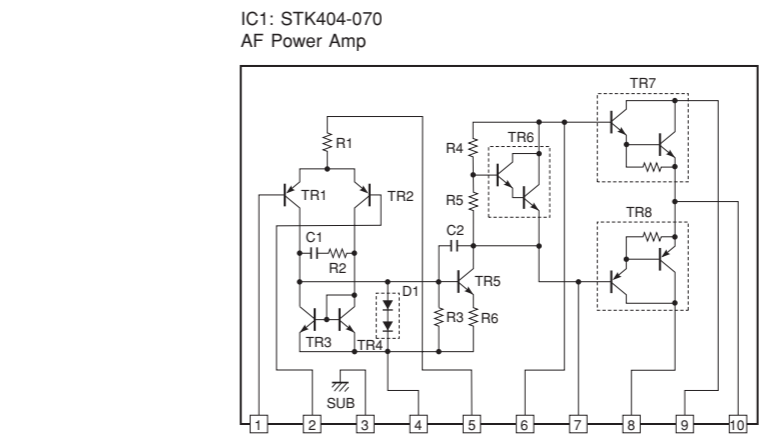 IC1: STK404-070
AF Power Amp
TR7
R1
R4
TR6
TR1
TR2
R5
TR8
C1
C2
R2
D1
TR5
R3
R6
TR3
TR4
SUB
1 2 3 4 5 6 7 8 9 10